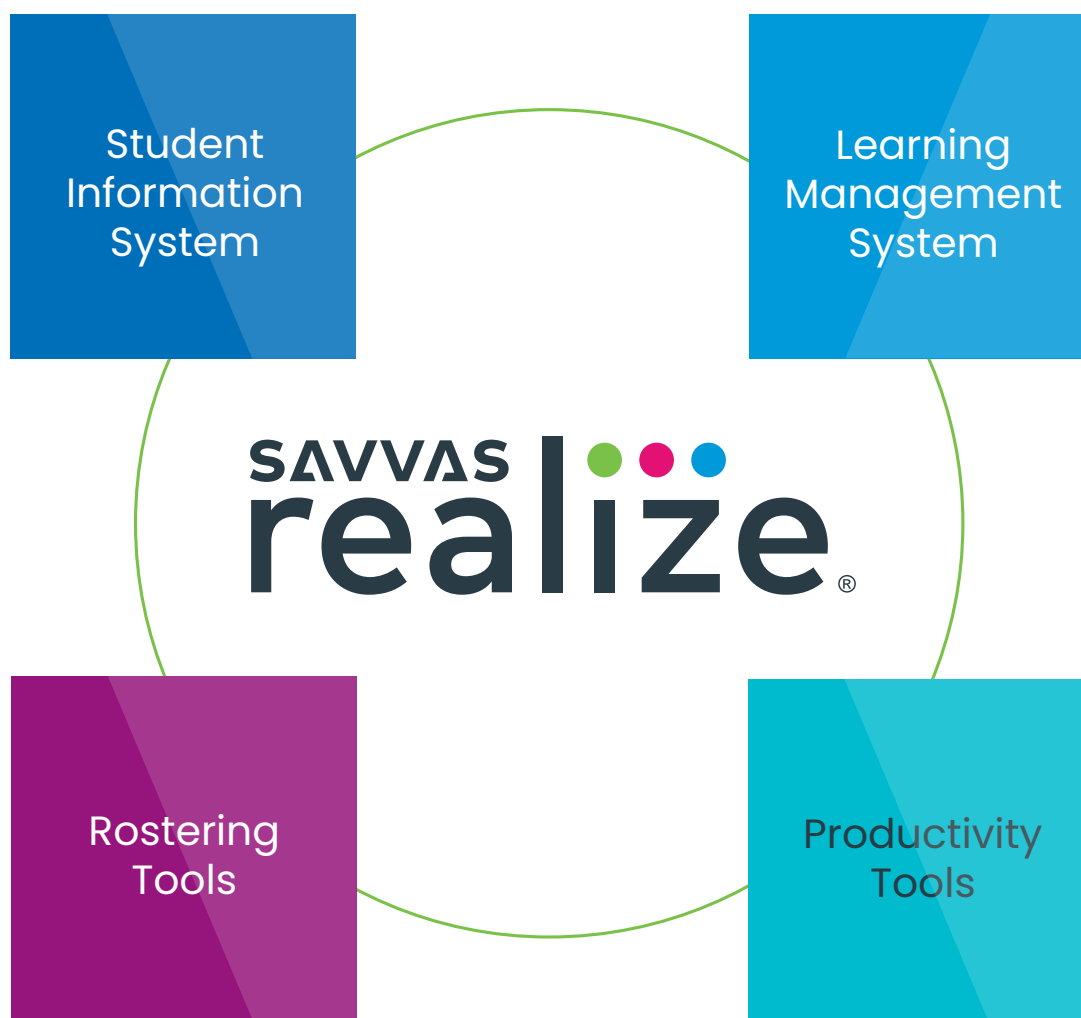 Student
Information
System
Learning
Management
System
SAVVAS
realize®
Rostering
Tools
Productivity
Tools